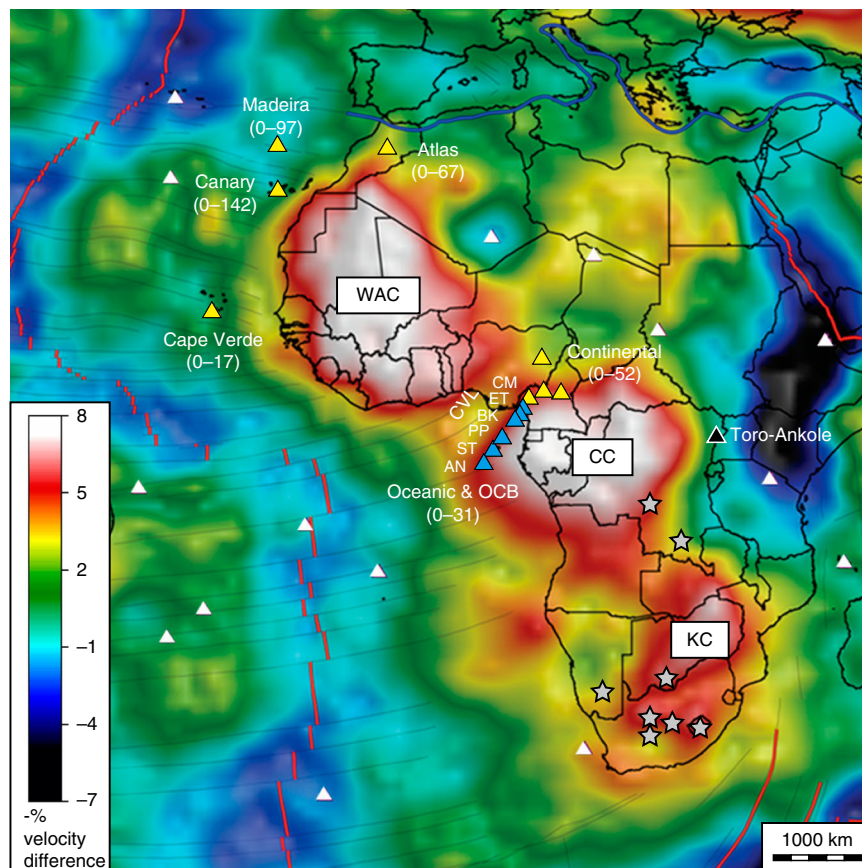 Madeira
(0–97)
Atlas
(0–67)
Canary
(0–142)
WAC
Cape Verde
(0–17)
Continental
(0–52)
CVL
CM
ET
BK
PP
ST
AN
Oceanic & OCB
(0–31)
CC
Toro-Ankole
KC
8
5
2
–1
–4
–7
-%
velocity
difference
1000 km